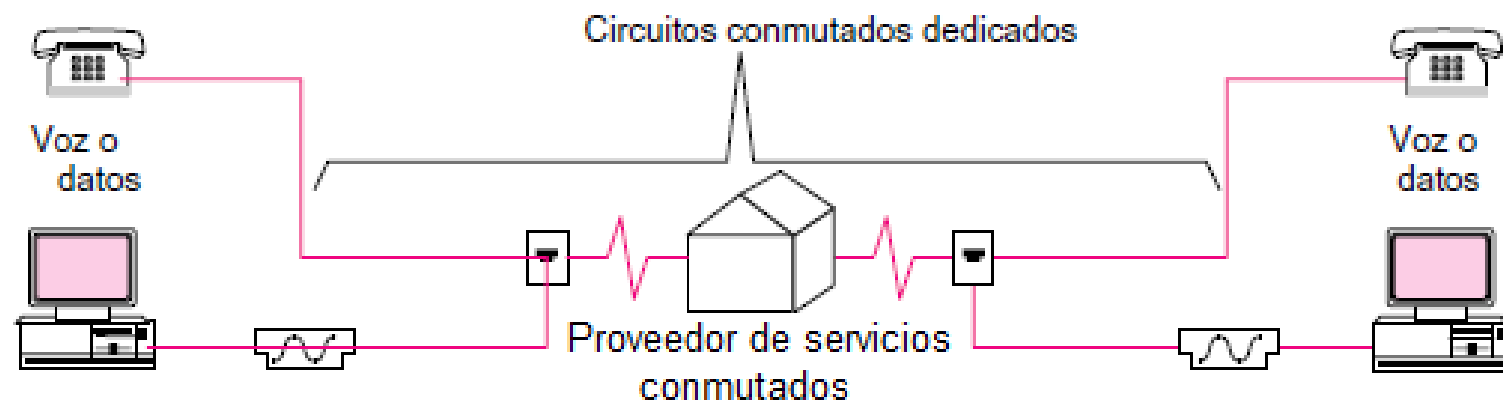 Circuitos conmutados dedicados
Voz o
datos
Voz o
datos
Proveedor de servicios
conmutados